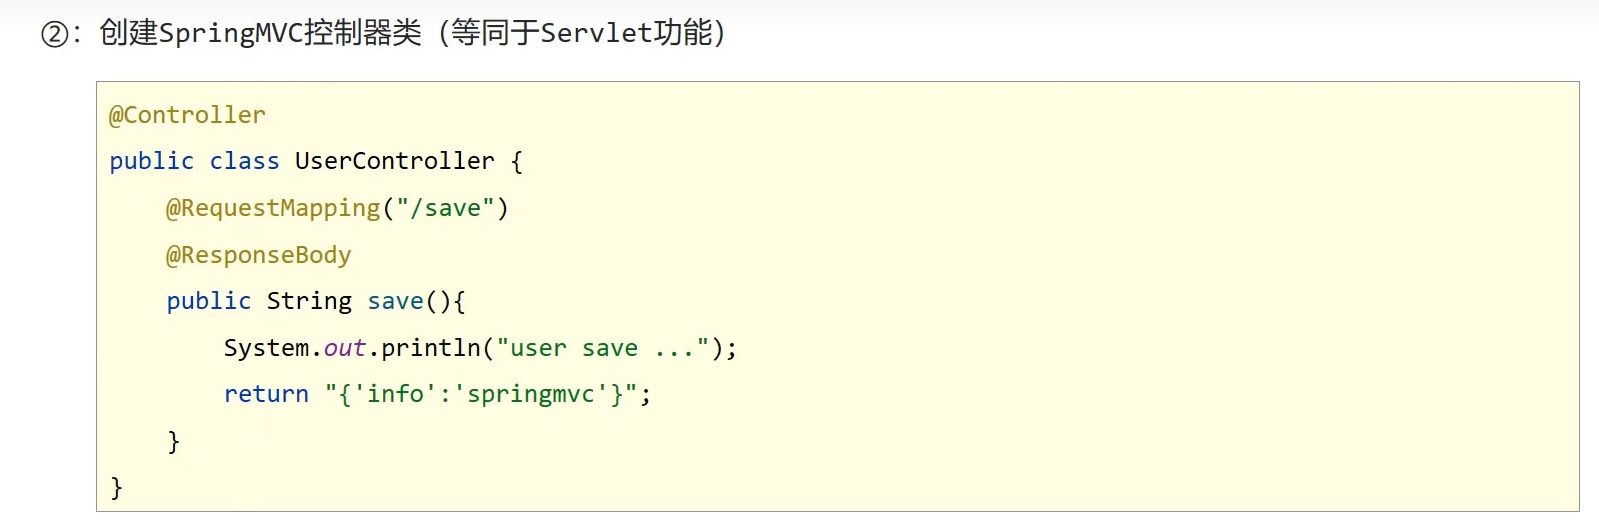 ②：创建SpringMVC控制器类（等同于Servlet功能）
@Controller
public class UserController {
    @RequestMapping("/save")
    @ResponseBody
    public String save(){
        System.out.println("user save ...");
        return "{'info':'springmvc'}";
    }
}